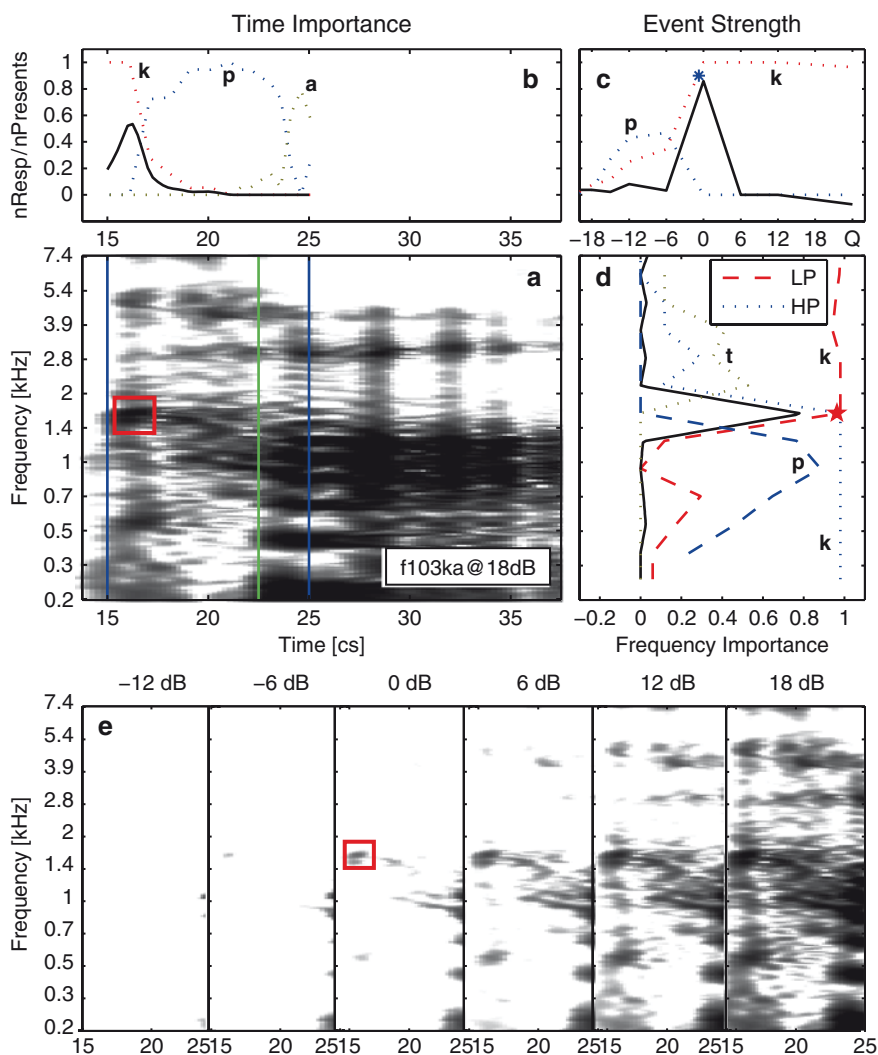 Time Importance
Event Strength
nResp/nPresents
1
0.8
0.6
0.4
0.2
0
k
p
a
b
15 20 25 30 35
c
p
k
−18 −12 −6 0 6 12 18 Q
Frequency [kHz]
7.4
5.4
3.9
2.8
2
1.4
1
0.7
0.5
0.3
0.2
a
f103ka@18dB
15 20 25 30 35
Time [cs]
d
LP
HP
k
t
p
k
−0.2 0 0.2 0.4 0.6 0.8 1
Frequency Importance
−12 dB −6 dB 0 dB 6 dB 12 dB 18 dB
e
Frequency [kHz]
7.4
5.4
3.9
2.8
2
1.4
1
0.7
0.5
0.3
0.2
15 20 2515 20 2515 20 2515 20 2515 20 2515 20 25